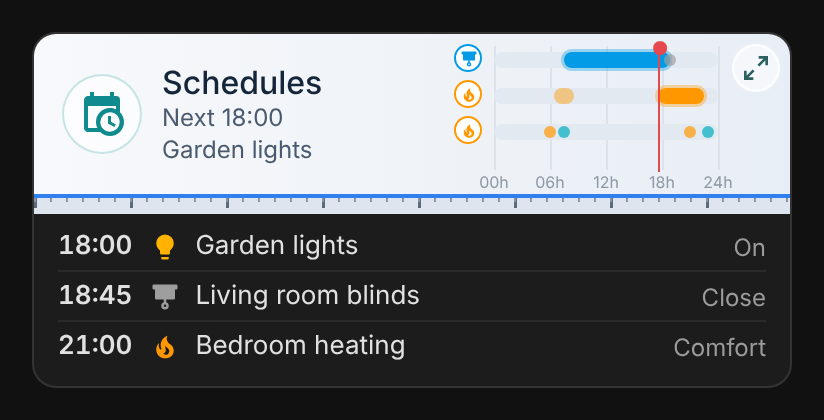 Schedules
Next 18:00
Garden lights
00h 06h 12h 18h 24h
18:00 Garden lights On
18:45 Living room blinds Close
21:00 Bedroom heating Comfort